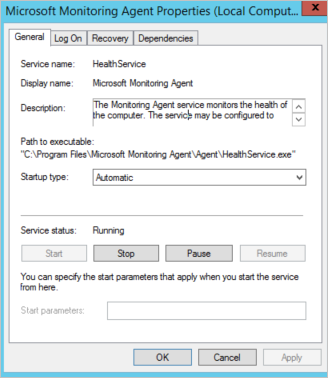 Microsoft Monitoring Agent Properties (Local Comput...
General
Log On
Recovery
Dependencies
Service name:
HealthService
Display name:
Microsoft Monitoring Agent
Description:
The Monitoring Agent service monitors the health of
the computer. The service may be configured to
Path to executable:
"C:\Program Files\Microsoft Monitoring Agent\Agent\HealthService.exe"
Startup type:
Automatic
Service status:
Running
Start
Stop
Pause
Resume
You can specify the start parameters that apply when you start the service
from here.
Start parameters:
OK
Cancel
Apply